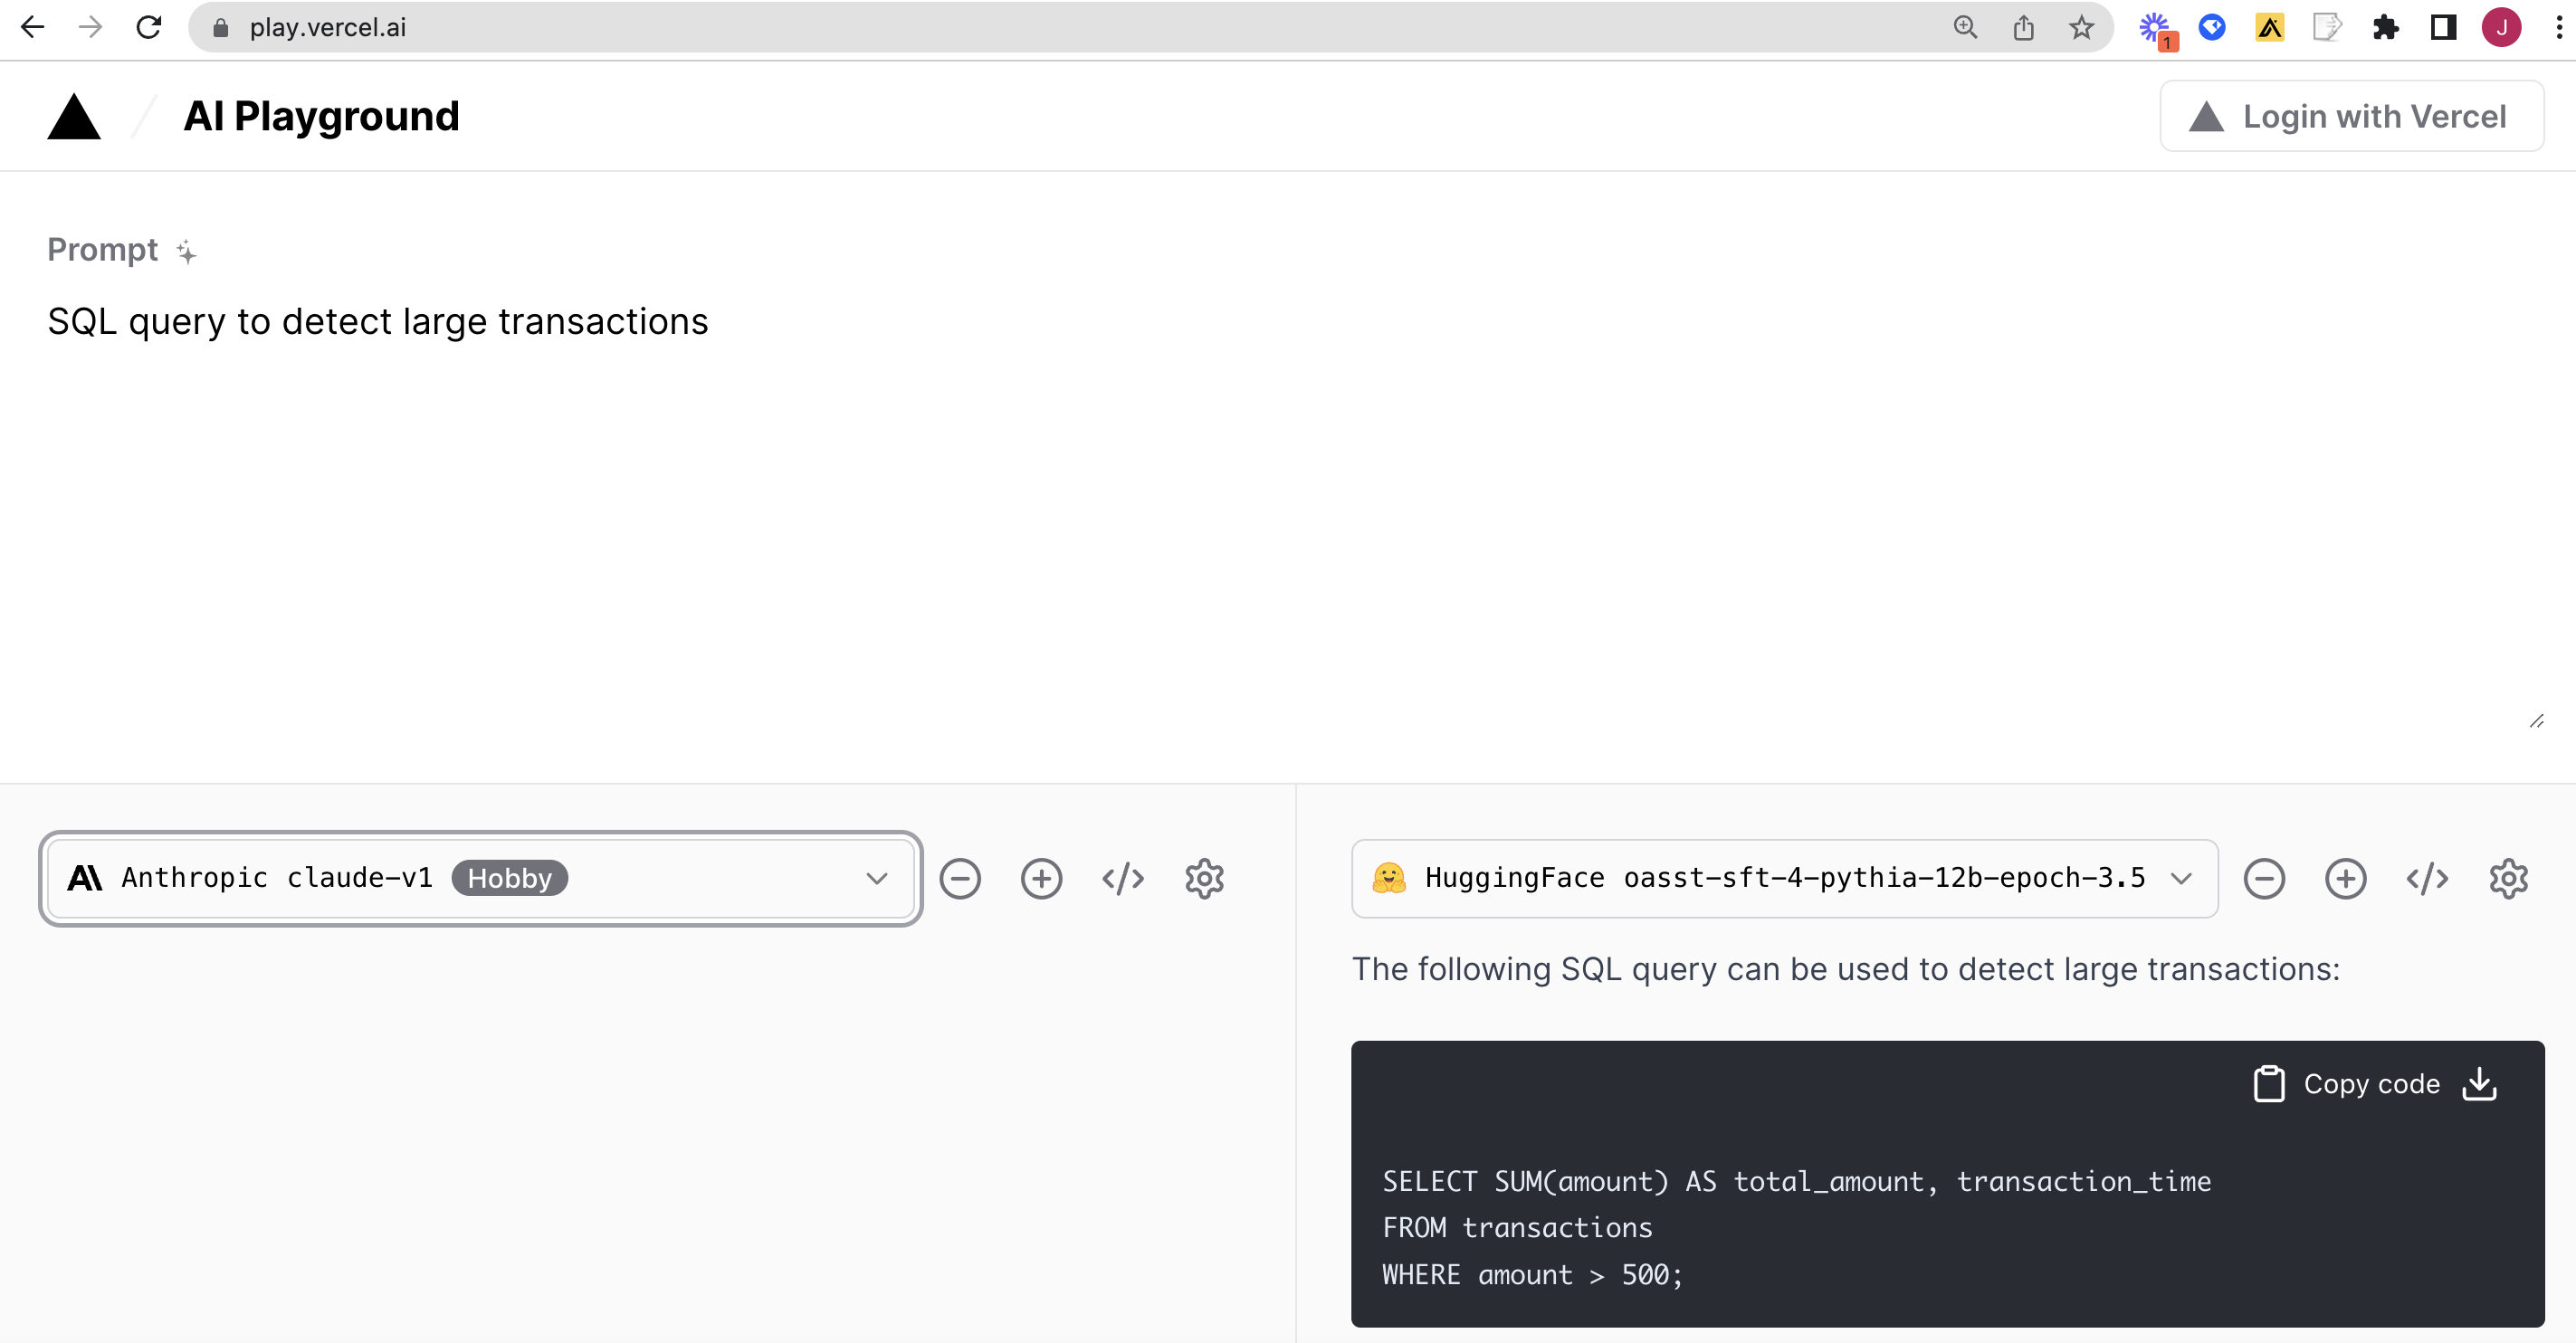 play.vercel.ai
1
J
AI Playground
Login with Vercel
Prompt
SQL query to detect large transactions
Anthropic claude-v1 Hobby
HuggingFace oasst-sft-4-pythia-12b-epoch-3.5
The following SQL query can be used to detect large transactions:
Copy code
SELECT SUM(amount) AS total_amount, transaction_time
FROM transactions
WHERE amount > 500;